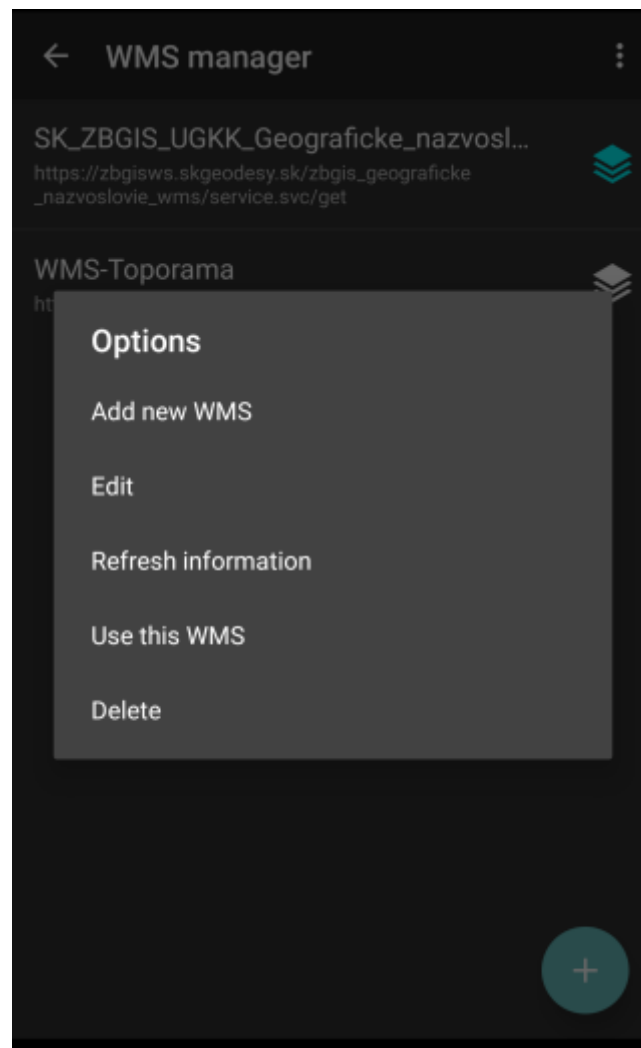 WMS manager
SK_ZBGIS_UGKK_Geograficke_nazvosl...
https://zbgisws.skgeodesy.sk/zbgis_geograficke
_nazvoslovie_wms/service.svc/get
WMS-Toporama
ht
Options
Add new WMS
Edit
Refresh information
Use this WMS
Delete